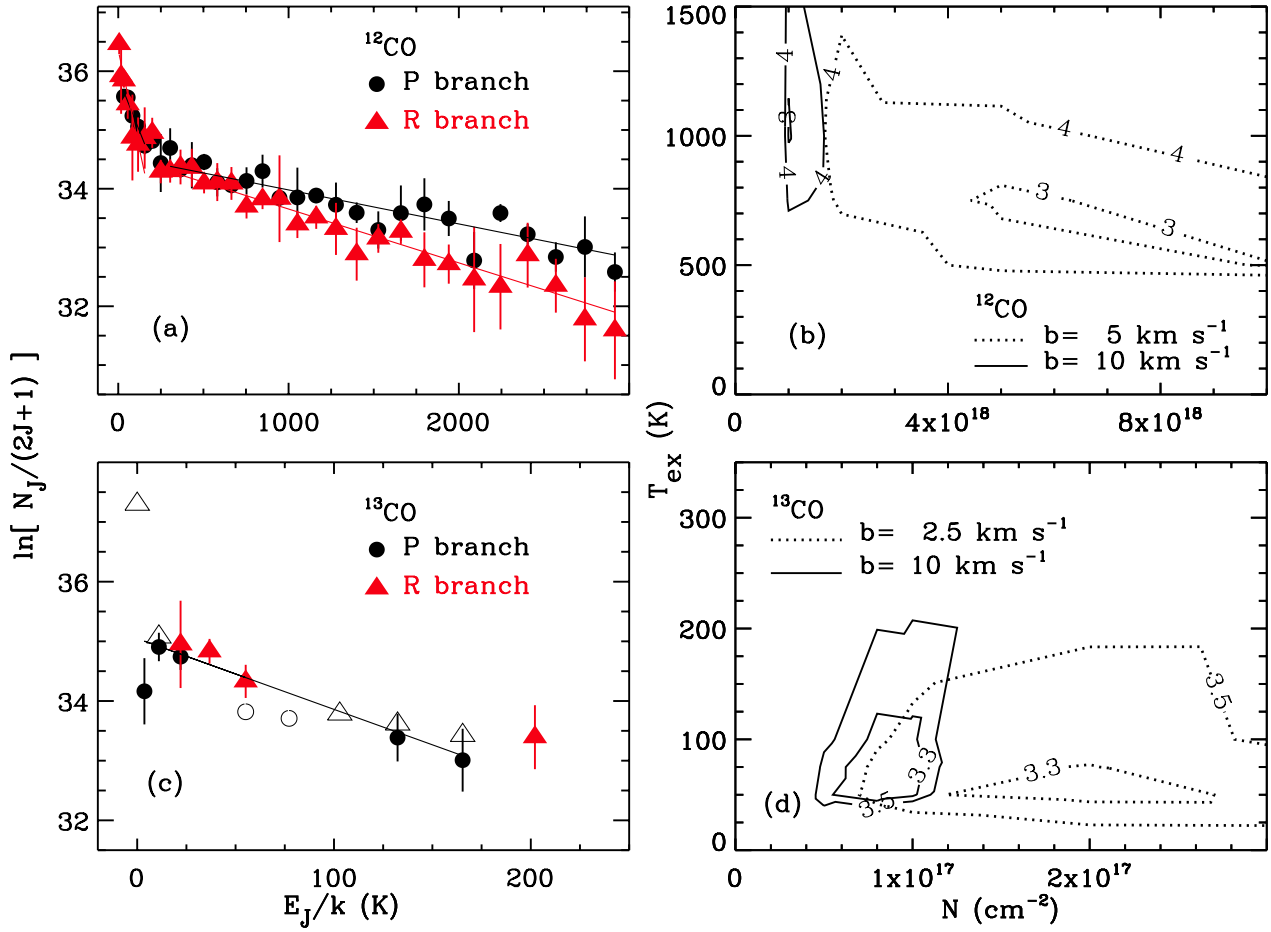 ln[ N_J/(2J+1) ]
36
34
32
0
1000
2000
¹²CO
P branch
R branch
(a)
1500
1000
500
0
0
4x10¹⁸
8x10¹⁸
4
4
4
4
4
4
3
3
3
(b)
¹²CO
b= 5 km s⁻¹
b= 10 km s⁻¹
36
34
32
0
100
200
¹³CO
P branch
R branch
(c)
E_J/k (K)
T_ex (K)
300
200
100
0
0
1x10¹⁷
2x10¹⁷
¹³CO
b= 2.5 km s⁻¹
b= 10 km s⁻¹
3.5
3.3
3.3
3.5
(d)
N (cm⁻²)